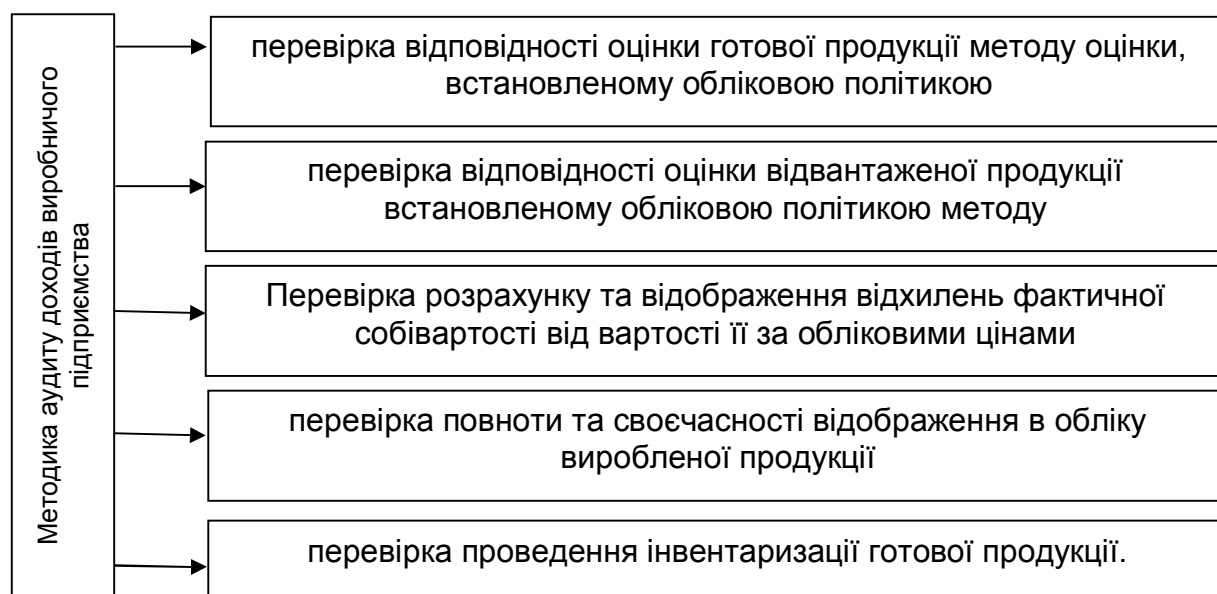 Методика аудиту доходів виробничого
підприємства
перевірка відповідності оцінки готової продукції методу оцінки,
встановленому обліковою політикою
перевірка відповідності оцінки відвантаженої продукції
встановленому обліковою політикою методу
Перевірка розрахунку та відображення відхилень фактичної
собівартості від вартості її за обліковими цінами
перевірка повноти та своєчасності відображення в обліку
виробленої продукції
перевірка проведення інвентаризації готової продукції.